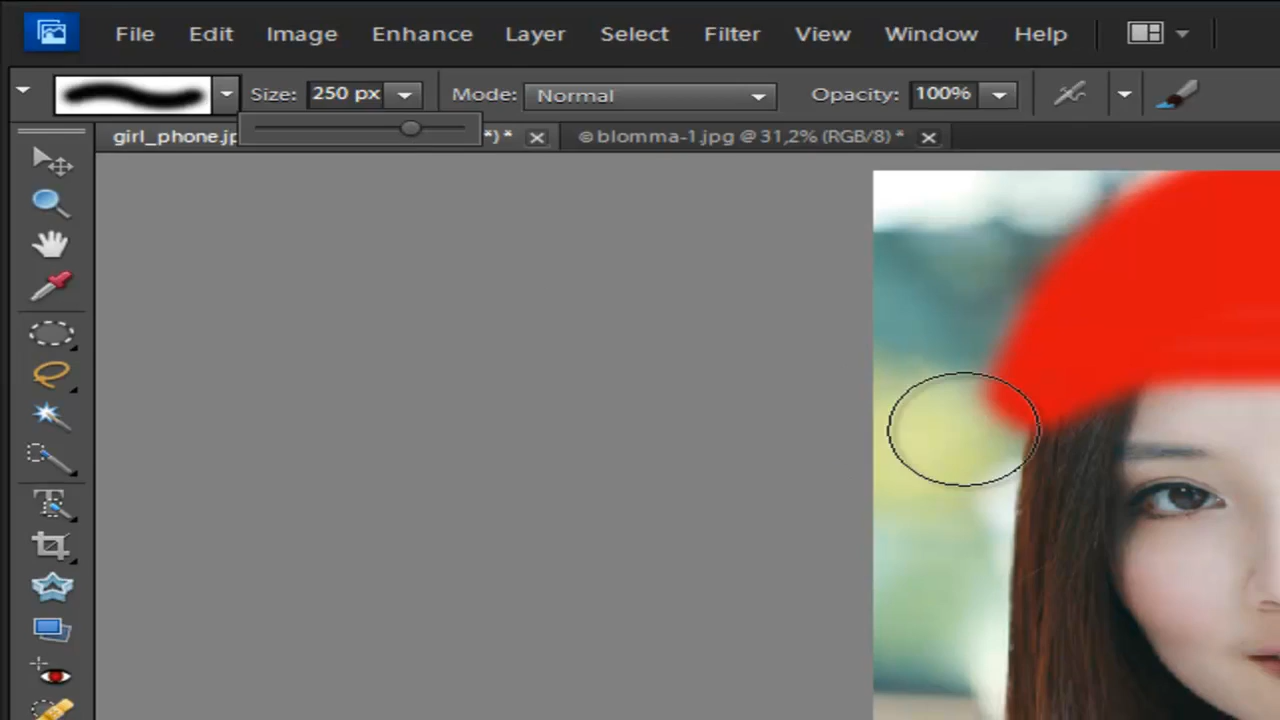 File Edit Image Enhance Layer Select Filter View Window Help
Size: 250 px Mode: Normal Opacity: 100%
girl_phone.jp *) * © blomma-1.jpg @ 31,2% (RGB/8) *